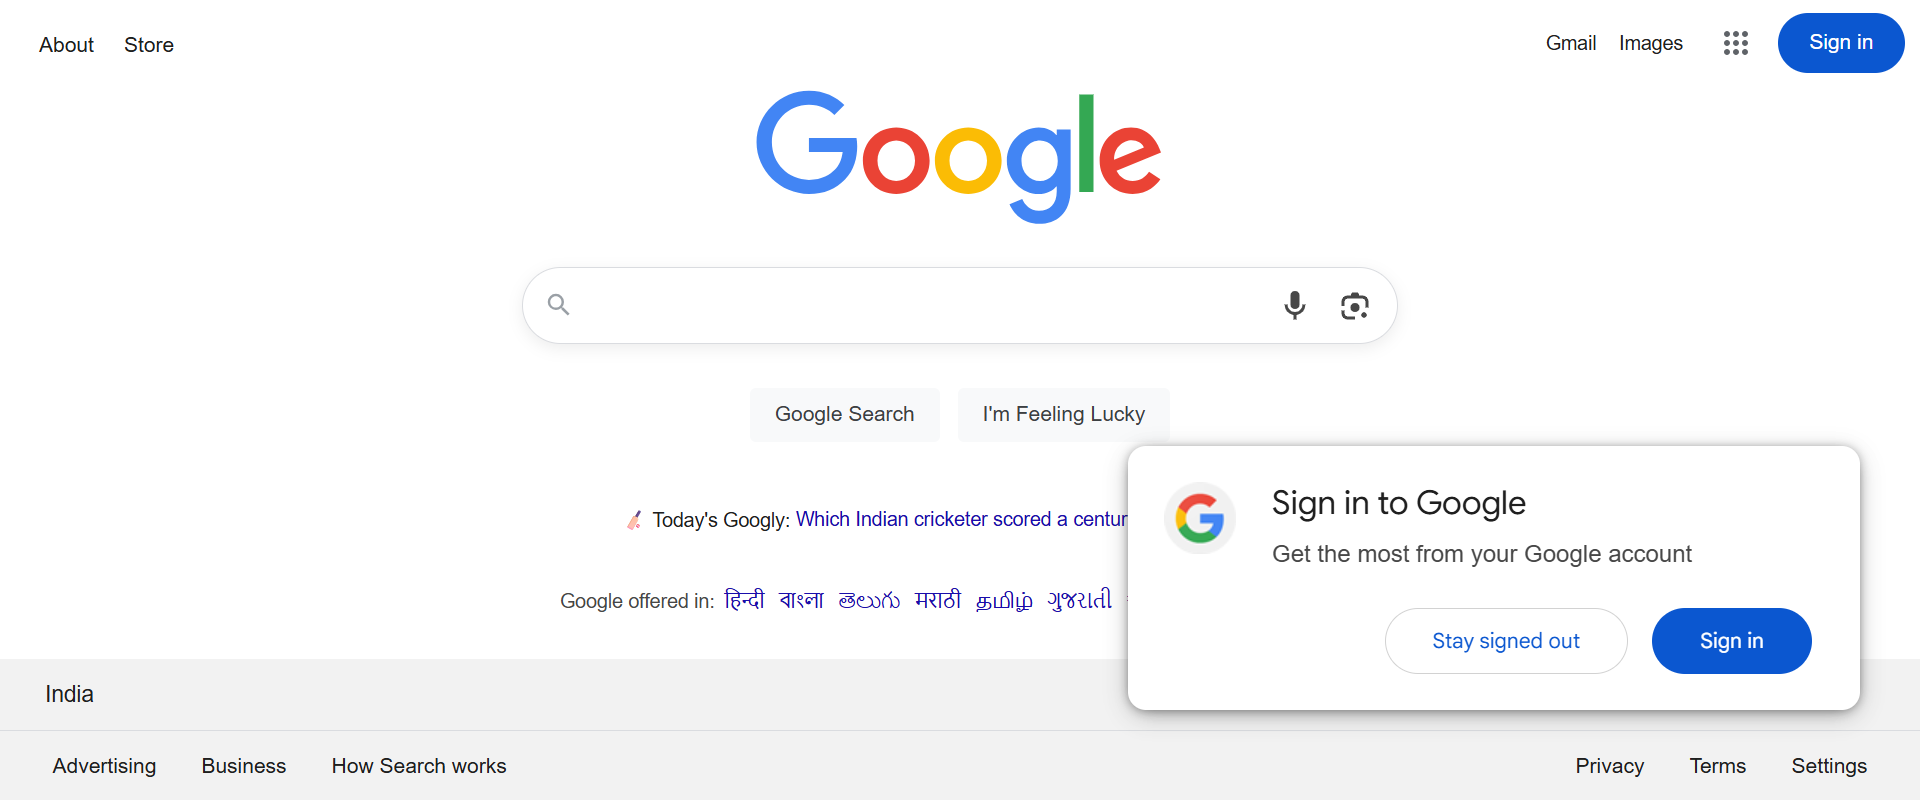 About Store Gmail Images Sign in
Google
Google Search I'm Feeling Lucky
Today's Googly: Which Indian cricketer scored a
Google offered in: हिन्दी বাংলা తెలుగు मराठी தமிழ் ગુજરાતી
Sign in to Google
Get the most from your Google account
Stay signed out Sign in
India
Advertising Business How Search works Privacy Terms Settings